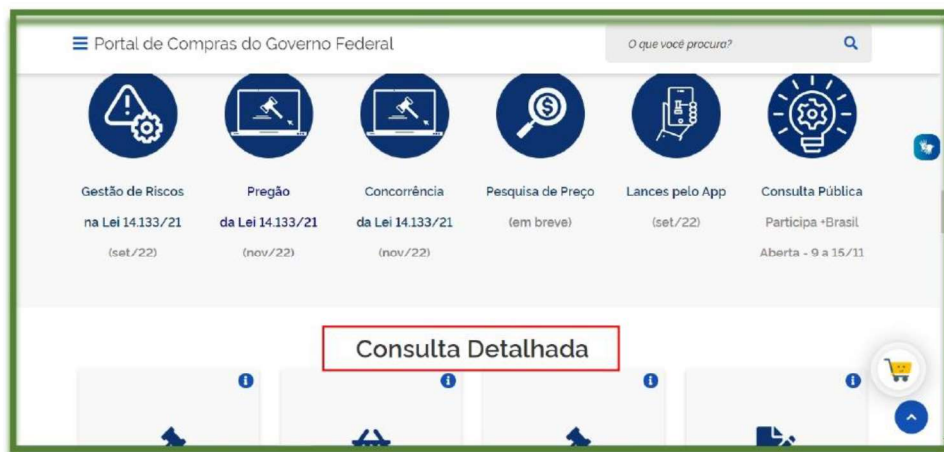 Portal de Compras do Governo Federal
O que você procura?
Gestão de Riscos
na Lei 14.133/21
(set/22)
Pregão
da Lei 14.133/21
(nov/22)
Concorrência
da Lei 14.133/21
(nov/22)
Pesquisa de Preço
(em breve)
Lances pelo App
(set/22)
Consulta Pública
Participa +Brasil
Aberta - 9 a 15/11
Consulta Detalhada